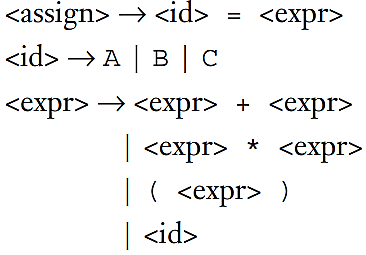 <assign> → <id> = <expr>
<id> → A | B | C
<expr> → <expr> + <expr>
| <expr> * <expr>
| ( <expr> )
| <id>